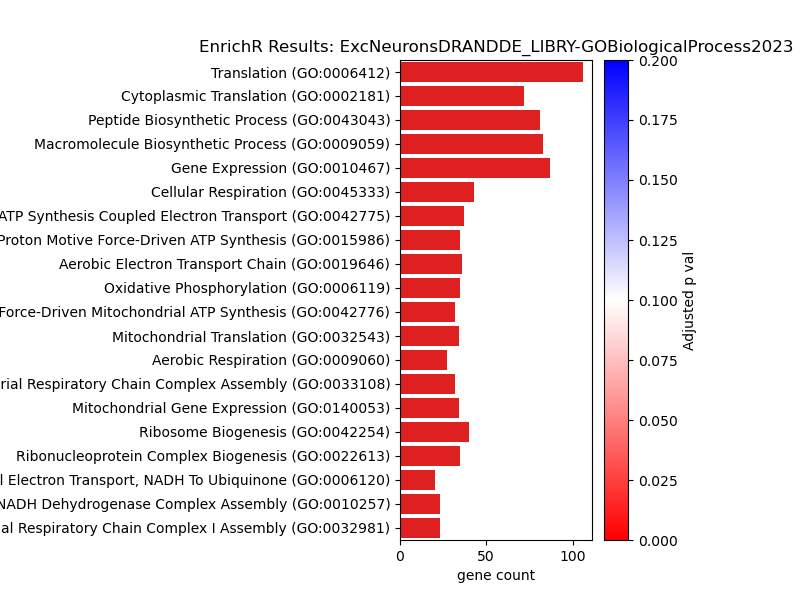 EnrichR Results: ExcNeuronsDRANDDE_LIBRY-GOBiologicalProcess2023
Translation (GO:0006412)
Cytoplasmic Translation (GO:0002181)
Peptide Biosynthetic Process (GO:0043043)
Macromolecule Biosynthetic Process (GO:0009059)
Gene Expression (GO:0010467)
Cellular Respiration (GO:0045333)
ATP Synthesis Coupled Electron Transport (GO:0042775)
Proton Motive Force-Driven ATP Synthesis (GO:0015986)
Aerobic Electron Transport Chain (GO:0019646)
Oxidative Phosphorylation (GO:0006119)
Force-Driven Mitochondrial ATP Synthesis (GO:0042776)
Mitochondrial Translation (GO:0032543)
Aerobic Respiration (GO:0009060)
rial Respiratory Chain Complex Assembly (GO:0033108)
Mitochondrial Gene Expression (GO:0140053)
Ribosome Biogenesis (GO:0042254)
Ribonucleoprotein Complex Biogenesis (GO:0022613)
l Electron Transport, NADH To Ubiquinone (GO:0006120)
NADH Dehydrogenase Complex Assembly (GO:0010257)
al Respiratory Chain Complex I Assembly (GO:0032981)
0 50 100
gene count
0.200
0.175
0.150
0.125
0.100
0.075
0.050
0.025
0.000
Adjusted p val